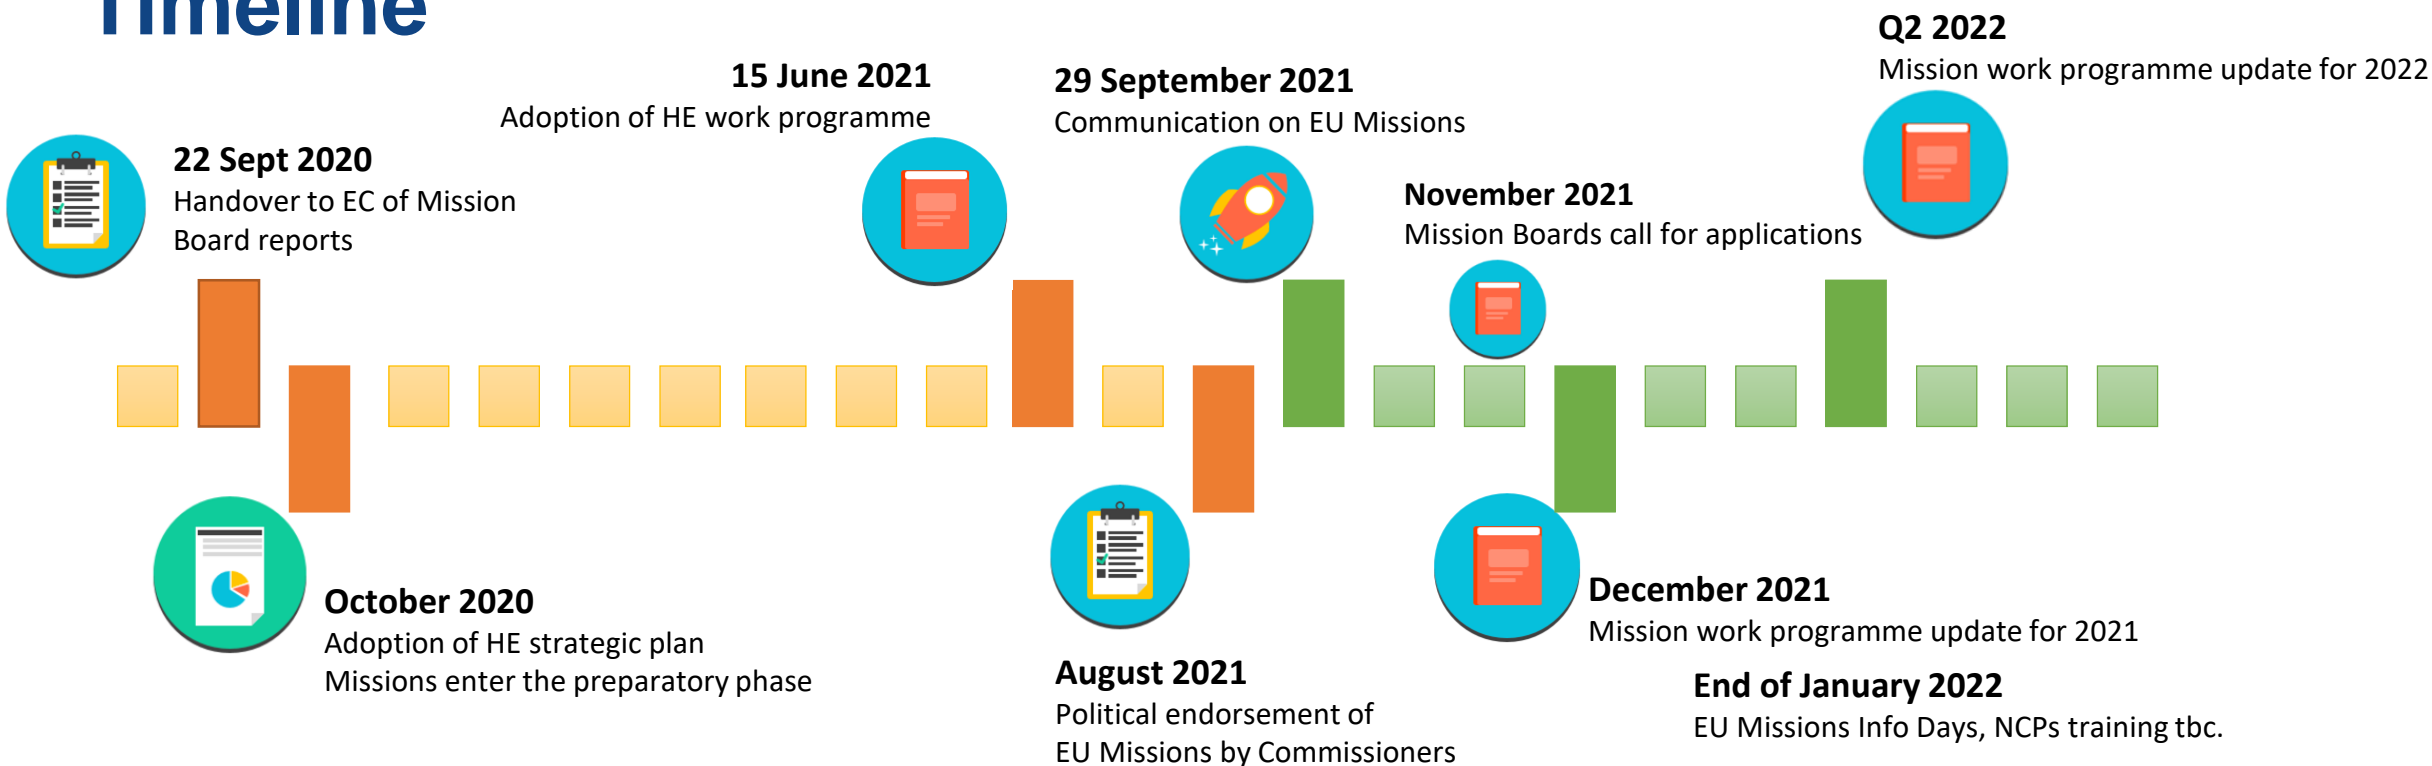 Timeline
22 Sept 2020
Handover to EC of Mission
Board reports
October 2020
Adoption of HE strategic plan
Missions enter the preparatory phase
15 June 2021
Adoption of HE work programme
August 2021
Political endorsement of
EU Missions by Commissioners
29 September 2021
Communication on EU Missions
November 2021
Mission Boards call for applications
December 2021
Mission work programme update for 2021
End of January 2022
EU Missions Info Days, NCPs training tbc.
Q2 2022
Mission work programme update for 2022